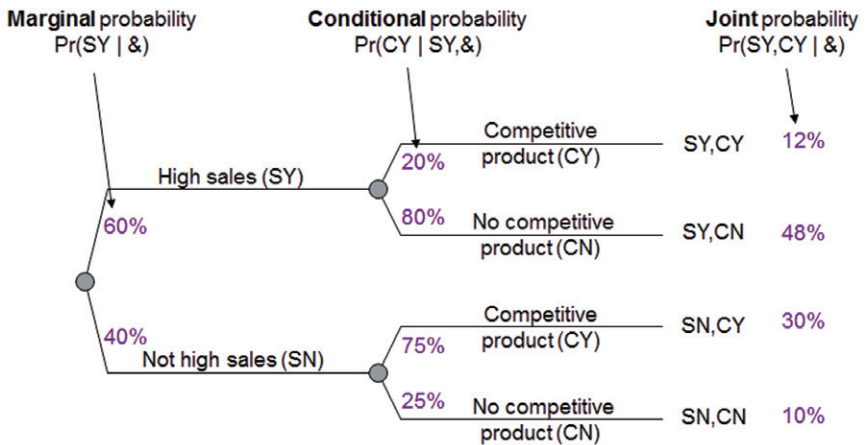 Marginal probability
Pr(SY | &)
Conditional probability
Pr(CY | SY,&)
Joint probability
Pr(SY,CY | &)
Competitive
product (CY)
20%
SY,CY
12%
High sales (SY)
60%
80%
No competitive
product (CN)
SY,CN
48%
40%
Not high sales (SN)
Competitive
product (CY)
75%
SN,CY
30%
25%
No competitive
product (CN)
SN,CN
10%